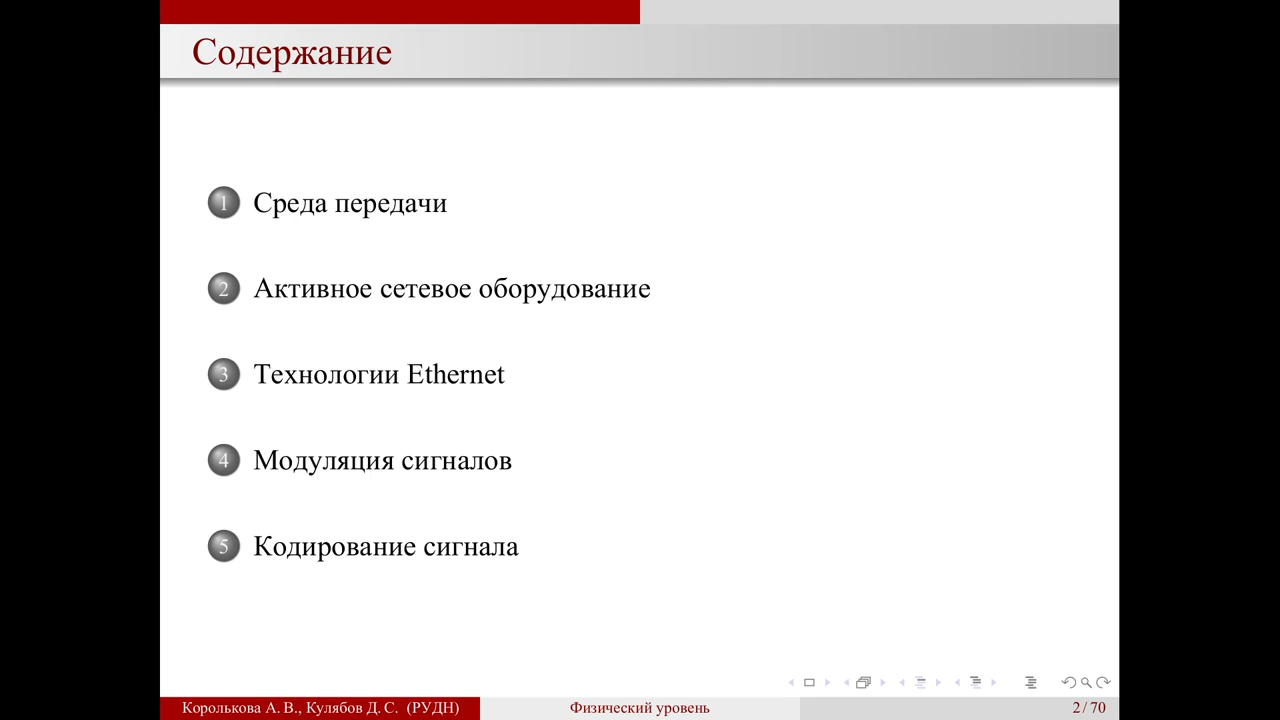 Содержание
1 Среда передачи
2 Активное сетевое оборудование
3 Технологии Ethernet
4 Модуляция сигналов
5 Кодирование сигнала
Королькова А. В., Кулябов Д. С. (РУДН) Физический уровень 2 / 70